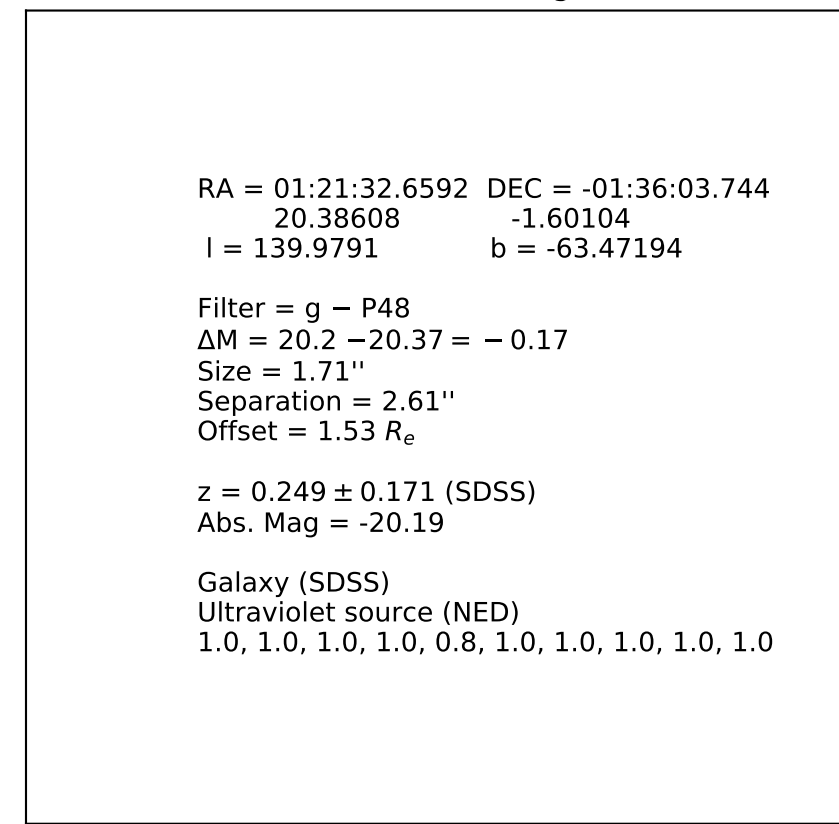 RA = 01:21:32.6592  DEC = -01:36:03.744
20.38608  -1.60104
l = 139.9791  b = -63.47194
Filter = g − P48
ΔM = 20.2 −20.37 = − 0.17
Size = 1.71''
Separation = 2.61''
Offset = 1.53 Re
z = 0.249 ± 0.171 (SDSS)
Abs. Mag = -20.19
Galaxy (SDSS)
Ultraviolet source (NED)
1.0, 1.0, 1.0, 1.0, 0.8, 1.0, 1.0, 1.0, 1.0, 1.0